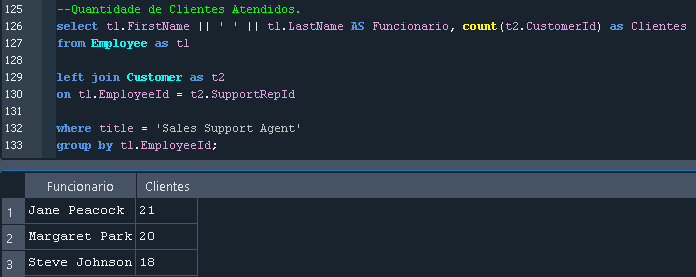 125 --Quantidade de Clientes Atendidos.
126 select t1.FirstName || ' ' || t1.LastName AS Funcionario, count(t2.CustomerId) as Clientes
127 from Employee as t1
128
129 left join Customer as t2
130 on t1.EmployeeId = t2.SupportRepId
131
132 where title = 'Sales Support Agent'
133 group by t1.EmployeeId;
Funcionario Clientes
1 Jane Peacock 21
2 Margaret Park 20
3 Steve Johnson 18